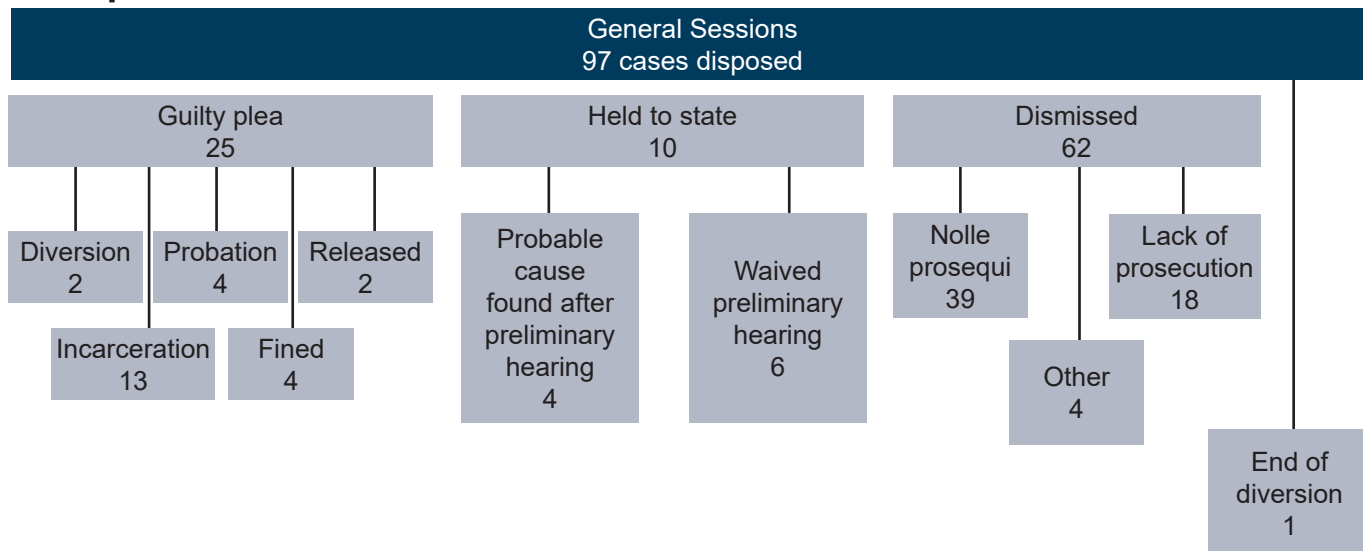 General Sessions
97 cases disposed
Guilty plea
25
Held to state
10
Dismissed
62
Diversion
2
Probation
4
Released
2
Incarceration
13
Fined
4
Probable
cause
found after
preliminary
hearing
4
Waived
preliminary
hearing
6
Nolle
prosequi
39
Lack of
prosecution
18
Other
4
End of
diversion
1